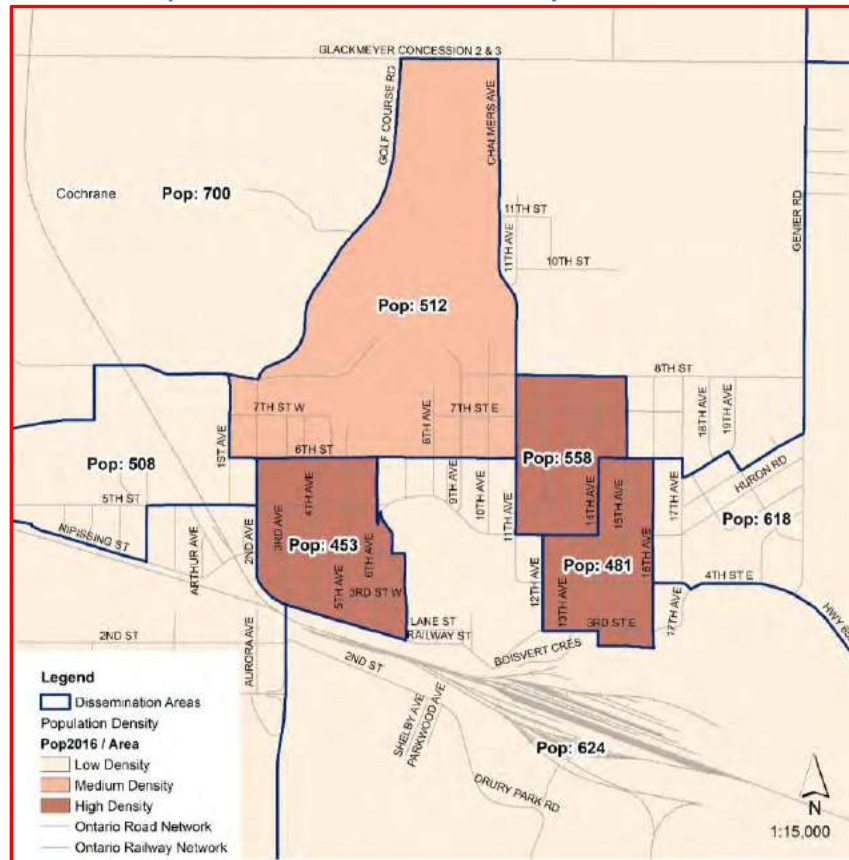 GLACKMEYER CONCESSION 2 & 3
GOLF COURSE RD
CHALMERS AVE
GENIER RD
Cochrane
Pop: 700
11TH ST
11TH AVE
10TH ST
Pop: 512
8TH ST
7TH ST W
8TH AVE
7TH ST E
18TH AVE
19TH AVE
1ST AVE
6TH ST
Pop: 508
Pop: 558
HURON RD
5TH ST
4TH AVE
9TH AVE
10TH AVE
14TH AVE
15TH AVE
17TH AVE
Pop: 618
NIPISSING ST
2ND AVE
3RD AVE
Pop: 453
11TH AVE
Pop: 481
16TH AVE
4TH ST E
ARTHUR AVE
5TH AVE
6TH AVE
3RD ST W
12TH AVE
13TH AVE
3RD ST E
17TH AVE
LANE ST
RAILWAY ST
2ND ST
AURORA AVE
2ND ST
BOISVERT CRES
SHELBY AVE
PARKWOOD AVE
Pop: 624
DRURY PARK RD
Legend
Dissemination Areas
Population Density
Pop2016 / Area
Low Density
Medium Density
High Density
Ontario Road Network
Ontario Railway Network
N
1:15,000